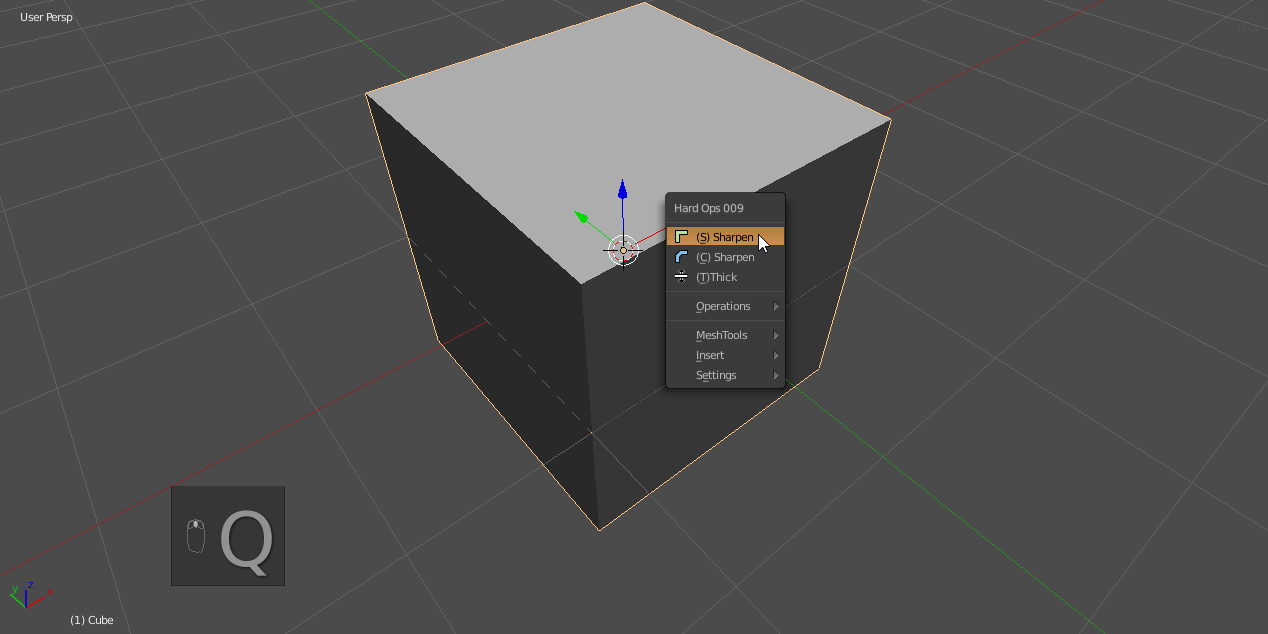 User Persp
Hard Ops 009
(S) Sharpen
(C) Sharpen
(T)Thick
Operations
MeshTools
Insert
Settings
Q
z
y
x
(1) Cube